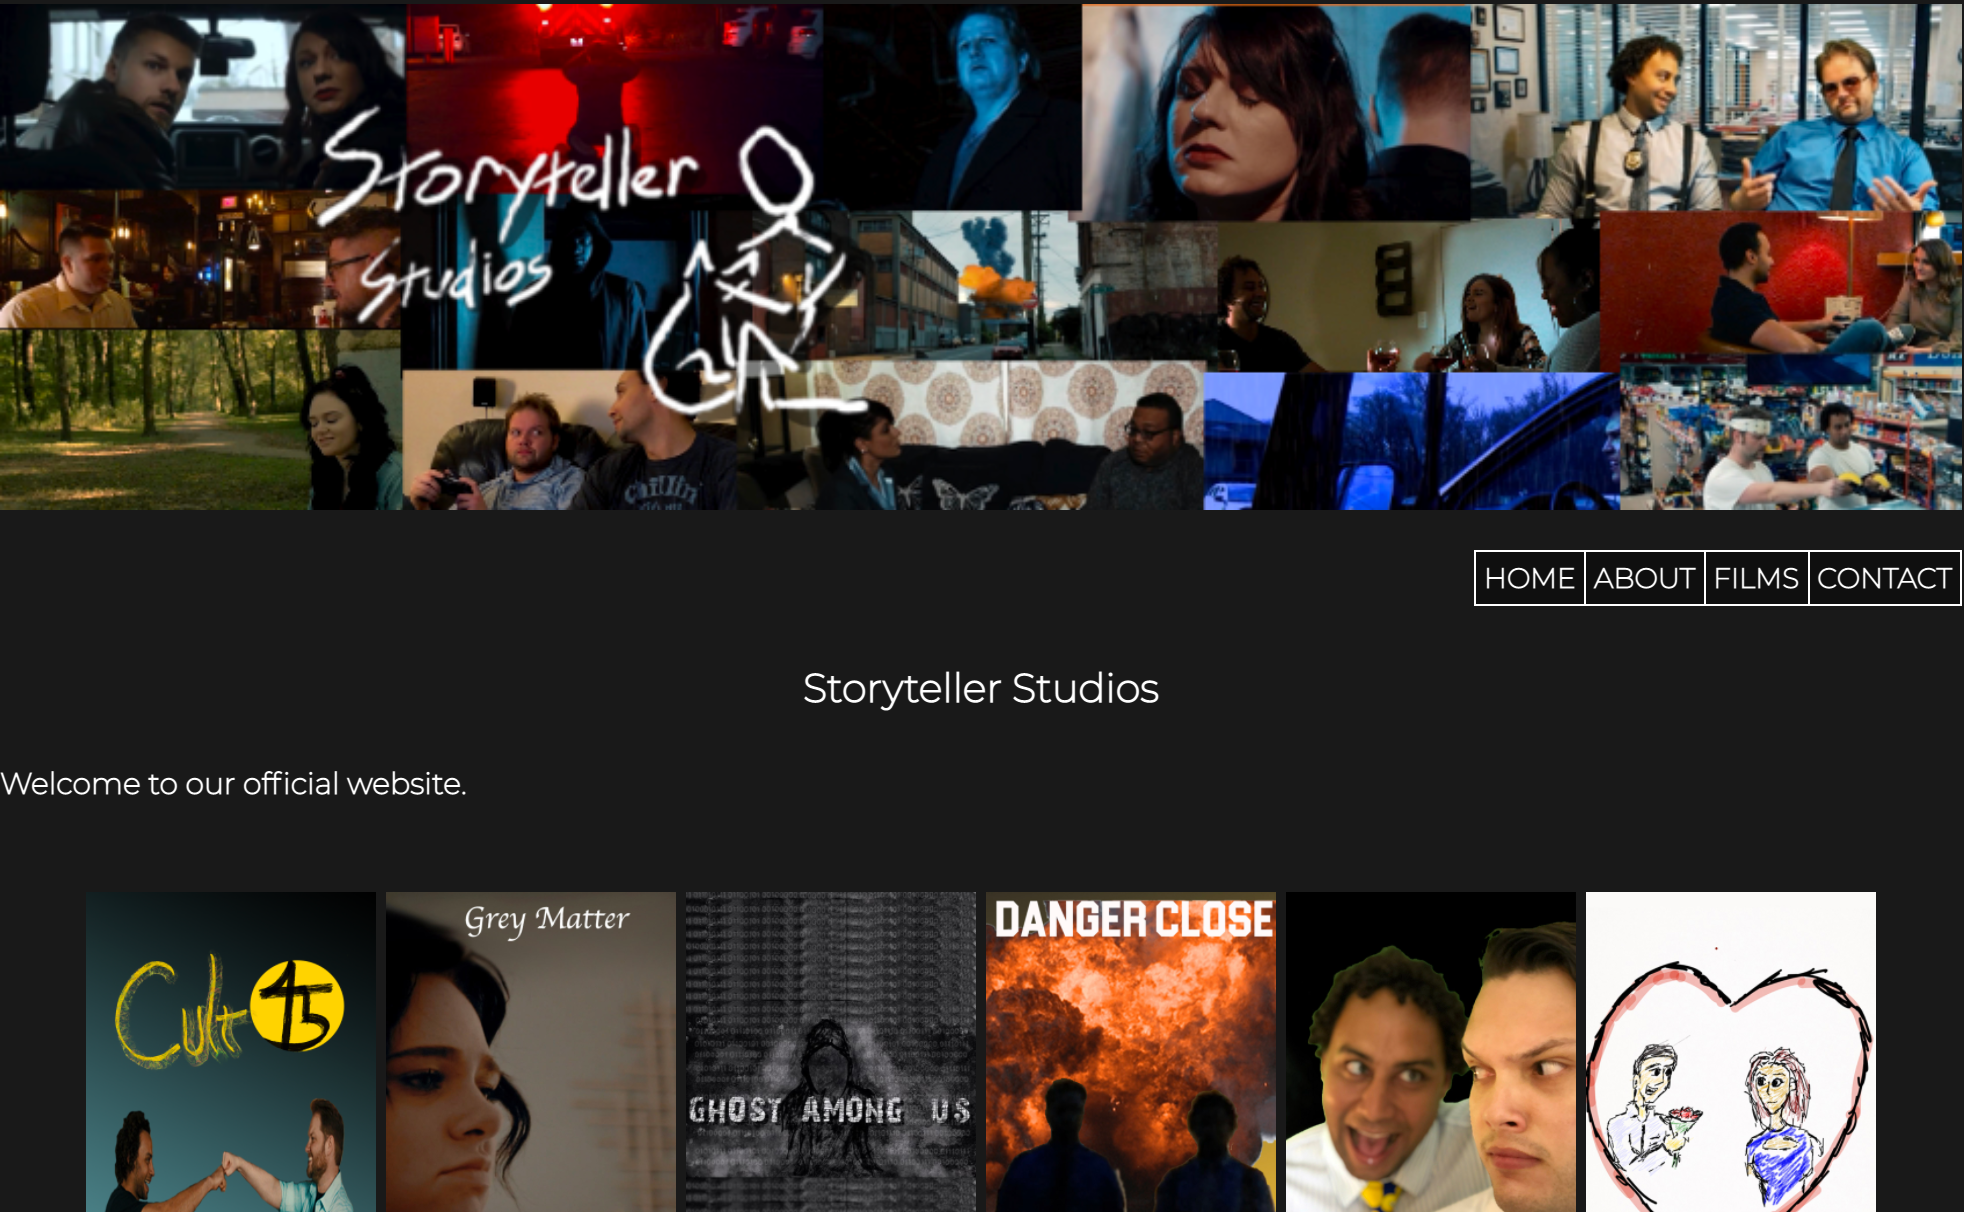 Storyteller
Studios
chillin'
HOME
ABOUT
FILMS
CONTACT
Storyteller Studios
Welcome to our official website.
Cult 45
Grey Matter
GHOST AMONG US
DANGER CLOSE